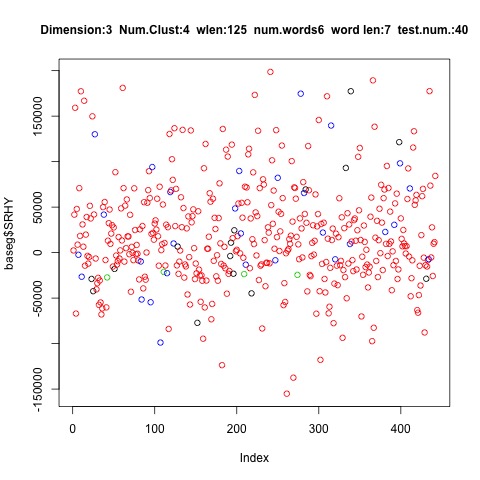 Dimension:3 Num.Clust:4 wlen:125 num.words6 word len:7 test.num.:40
baseg$SRHY
150000
50000
0
-50000
-150000
0 100 200 300 400
Index